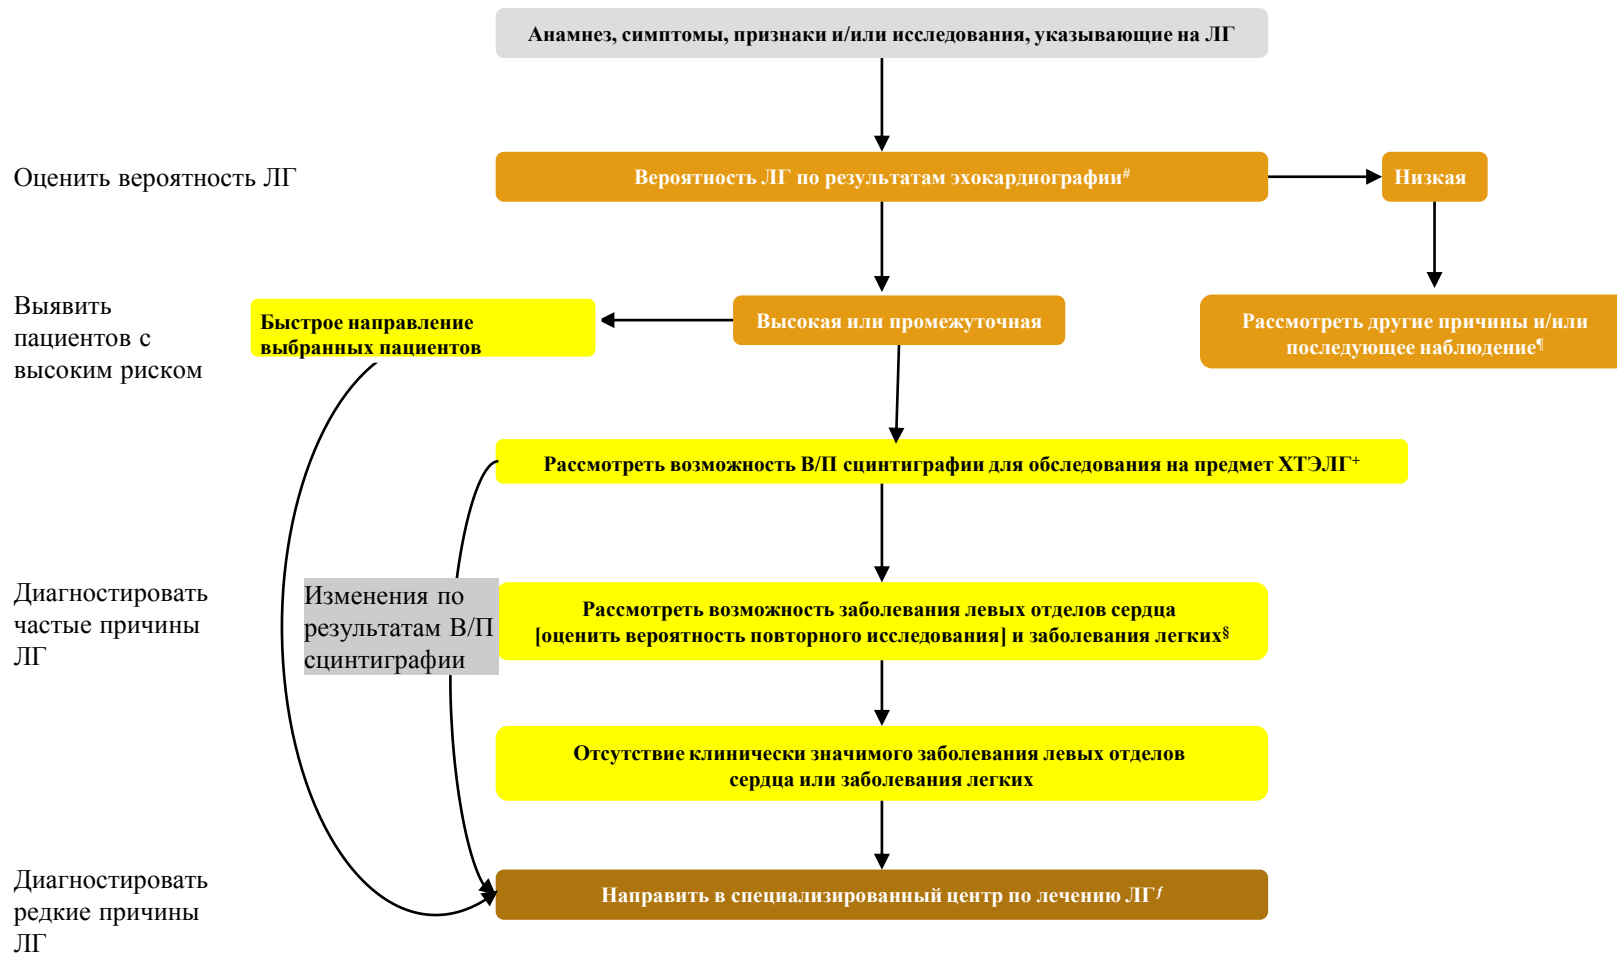 Анамнез, симптомы, признаки и/или исследования, указывающие на ЛГ
Оценить вероятность ЛГ
Вероятность ЛГ по результатам эхокардиографии#
Низкая
Выявить
пациентов с
высоким риском
Быстрое направление
выбранных пациентов
Высокая или промежуточная
Рассмотреть другие причины и/или
последующее наблюдение¶
Рассмотреть возможность В/П сцинтиграфии для обследования на предмет ХТЭЛГ+
Диагностировать
частые причины
ЛГ
Изменения по
результатам В/П
сцинтиграфии
Рассмотреть возможность заболевания левых отделов сердца
[оценить вероятность повторного исследования] и заболевания легких§
Отсутствие клинически значимого заболевания левых отделов
сердца или заболевания легких
Диагностировать
редкие причины
ЛГ
Направить в специализированный центр по лечению ЛГƒ